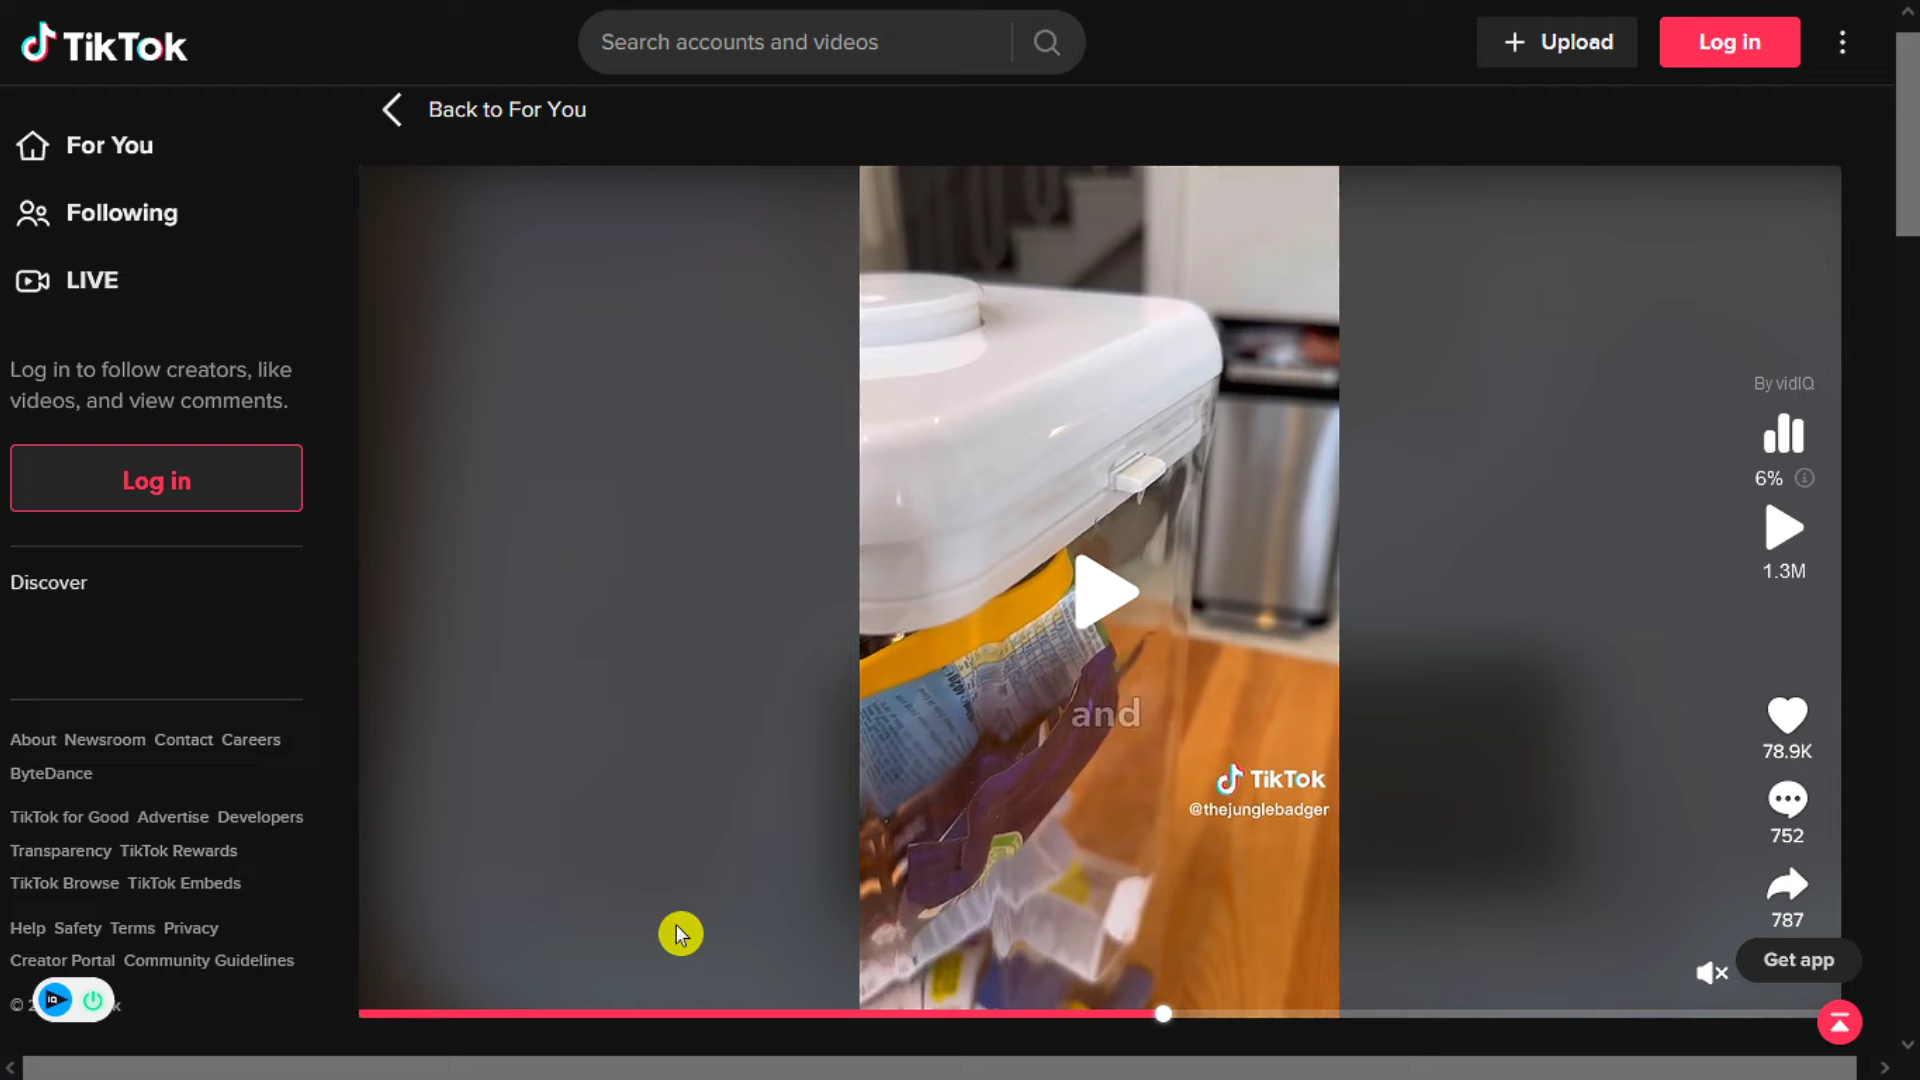 TikTok
Search accounts and videos
Upload
Log in
Back to For You
For You
Following
LIVE
Log in to follow creators, like
videos, and view comments.
Log in
Discover
About Newsroom Contact Careers
ByteDance
TikTok for Good Advertise Developers
Transparency TikTok Rewards
TikTok Browse TikTok Embeds
Help Safety Terms Privacy
Creator Portal Community Guidelines
and
TikTok
@thejunglebadger
By vidIQ
6%
1.3M
78.9K
752
787
Get app